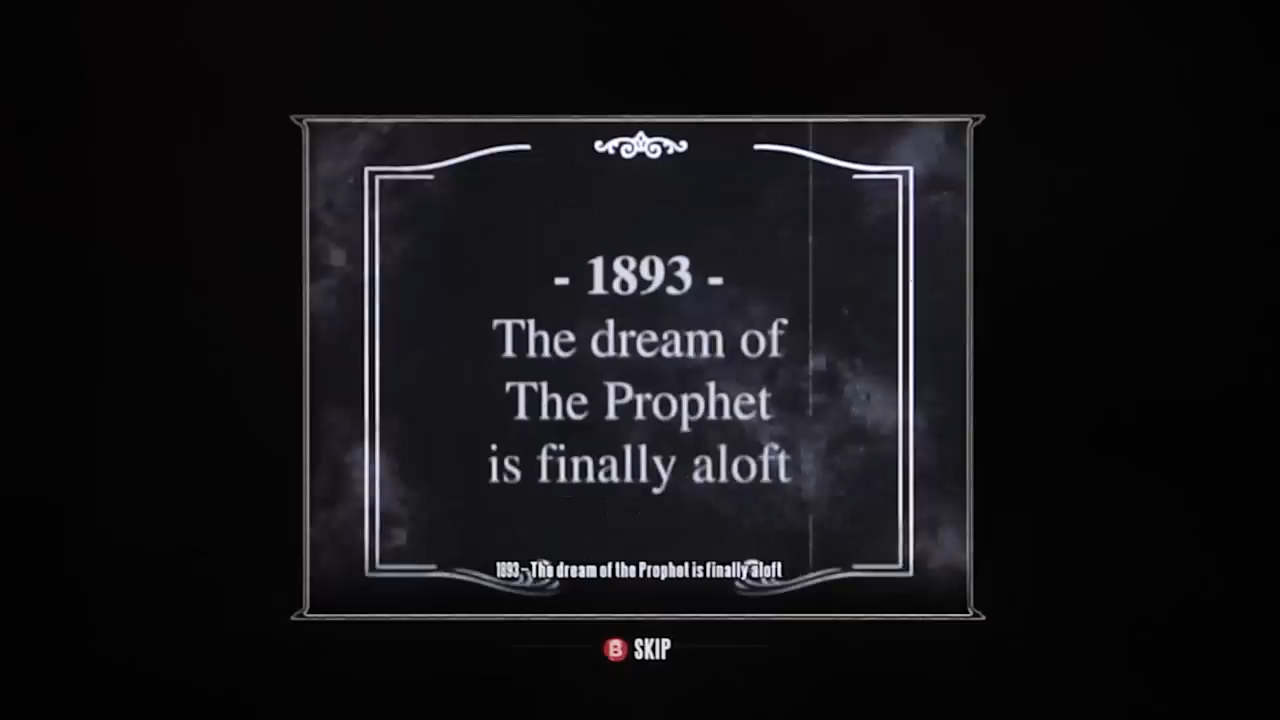 - 1893 -
The dream of
The Prophet
is finally aloft
1893 - The dream of the Prophet is finally aloft
B SKIP